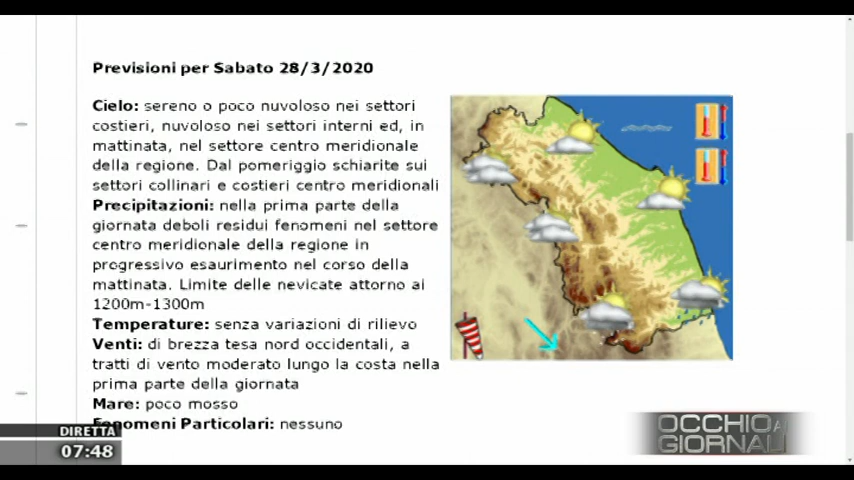 Previsioni per Sabato 28/3/2020
Cielo: sereno o poco nuvoloso nei settori
costieri, nuvoloso nei settori interni ed, in
mattinata, nel settore centro meridionale
della regione. Dal pomeriggio schiarite sui
settori collinari e costieri centro meridionali
Precipitazioni: nella prima parte della
giornata deboli residui fenomeni nel settore
centro meridionale della regione in
progressivo esaurimento nel corso della
mattinata. Limite delle nevicate attorno ai
1200m-1300m
Temperature: senza variazioni di rilievo
Venti: di brezza tesa nord occidentali, a
tratti di vento moderato lungo la costa nella
prima parte della giornata
Mare: poco mosso
Fenomeni Particolari: nessuno
DIRETTA
07:48
OCCHIO AI
GIORNALI